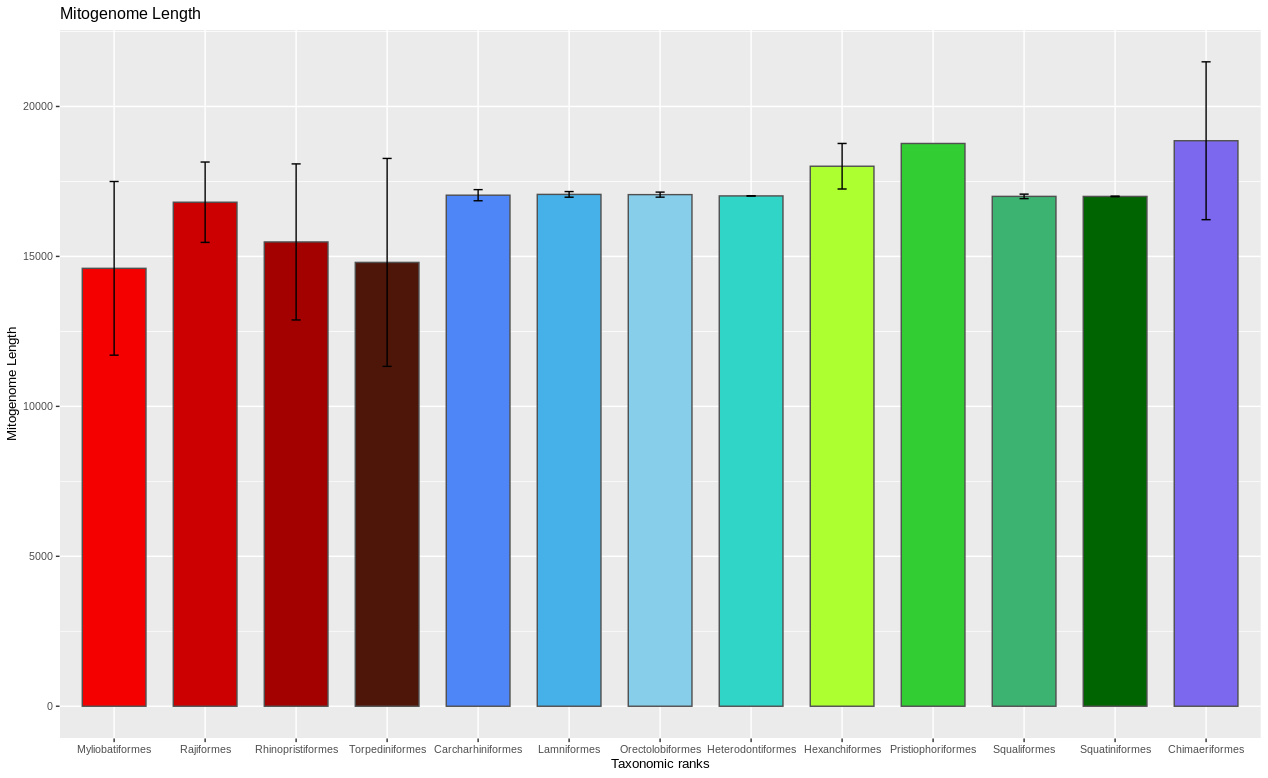 Mitogenome Length
Mitogenome Length
20000
15000
10000
5000
0
Myliobatiformes Rajiformes Rhinopristiformes Torpediniformes Carcharhiniformes Lamniformes Orectolobiformes Heterodontiformes Hexanchiformes Pristiophoriformes Squaliformes Squatiniformes Chimaeriformes
Taxonomic ranks